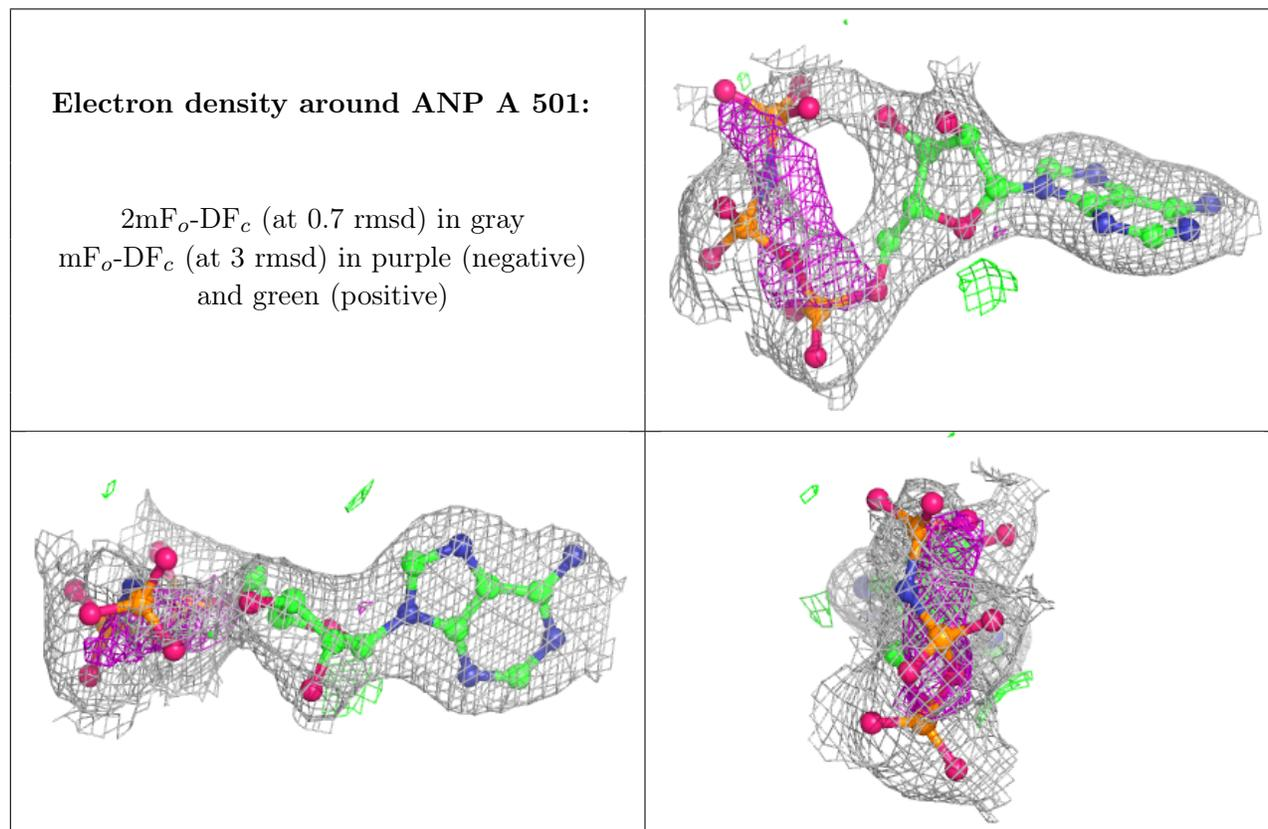 Electron density around ANP A 501:
2mFo-DFc (at 0.7 rmsd) in gray
mFo-DFc (at 3 rmsd) in purple (negative)
and green (positive)